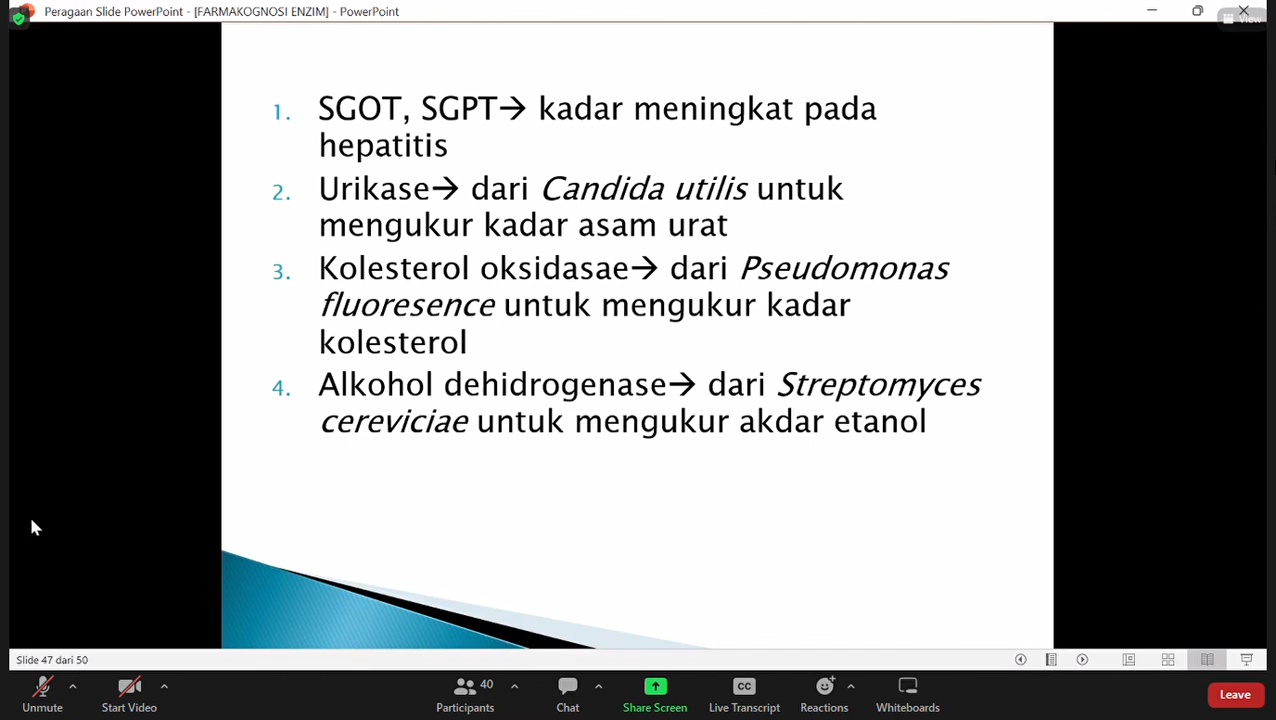 Peragaan Slide PowerPoint - [FARMAKOGNOSI ENZIM] - PowerPoint
View
1. SGOT, SGPT→ kadar meningkat pada
hepatitis
2. Urikase→ dari Candida utilis untuk
mengukur kadar asam urat
3. Kolesterol oksidasae→ dari Pseudomonas
fluoresence untuk mengukur kadar
kolesterol
4. Alkohol dehidrogenase→ dari Streptomyces
cereviciae untuk mengukur akdar etanol
Slide 47 dari 50
Unmute
Start Video
40
Participants
Chat
Share Screen
CC
Live Transcript
Reactions
Whiteboards
Leave